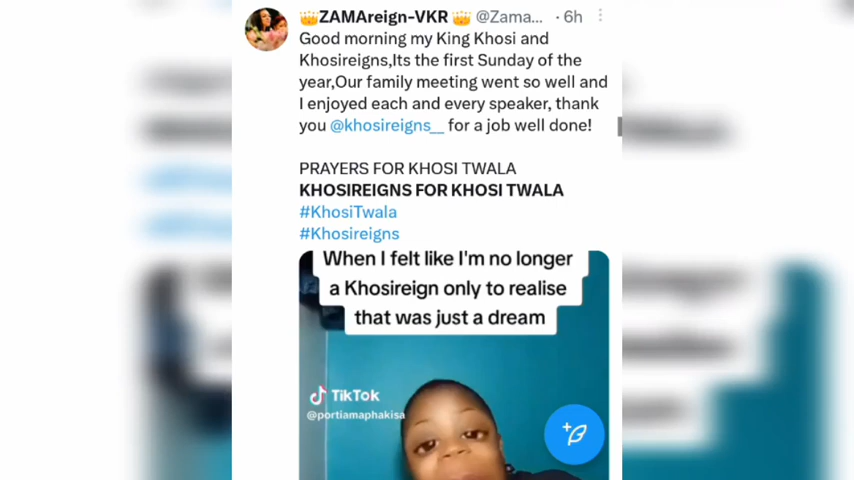 👑ZAMAreign-VKR 👑 @Zama... · 6h
Good morning my King Khosi and
Khosireigns,Its the first Sunday of the
year,Our family meeting went so well and
I enjoyed each and every speaker, thank
you @khosireigns__ for a job well done!
PRAYERS FOR KHOSI TWALA
KHOSIREIGNS FOR KHOSI TWALA
#KhosiTwala
#Khosireigns
When I felt like I'm no longer
a Khosireign only to realise
that was just a dream
TikTok
@portiamaphakisa